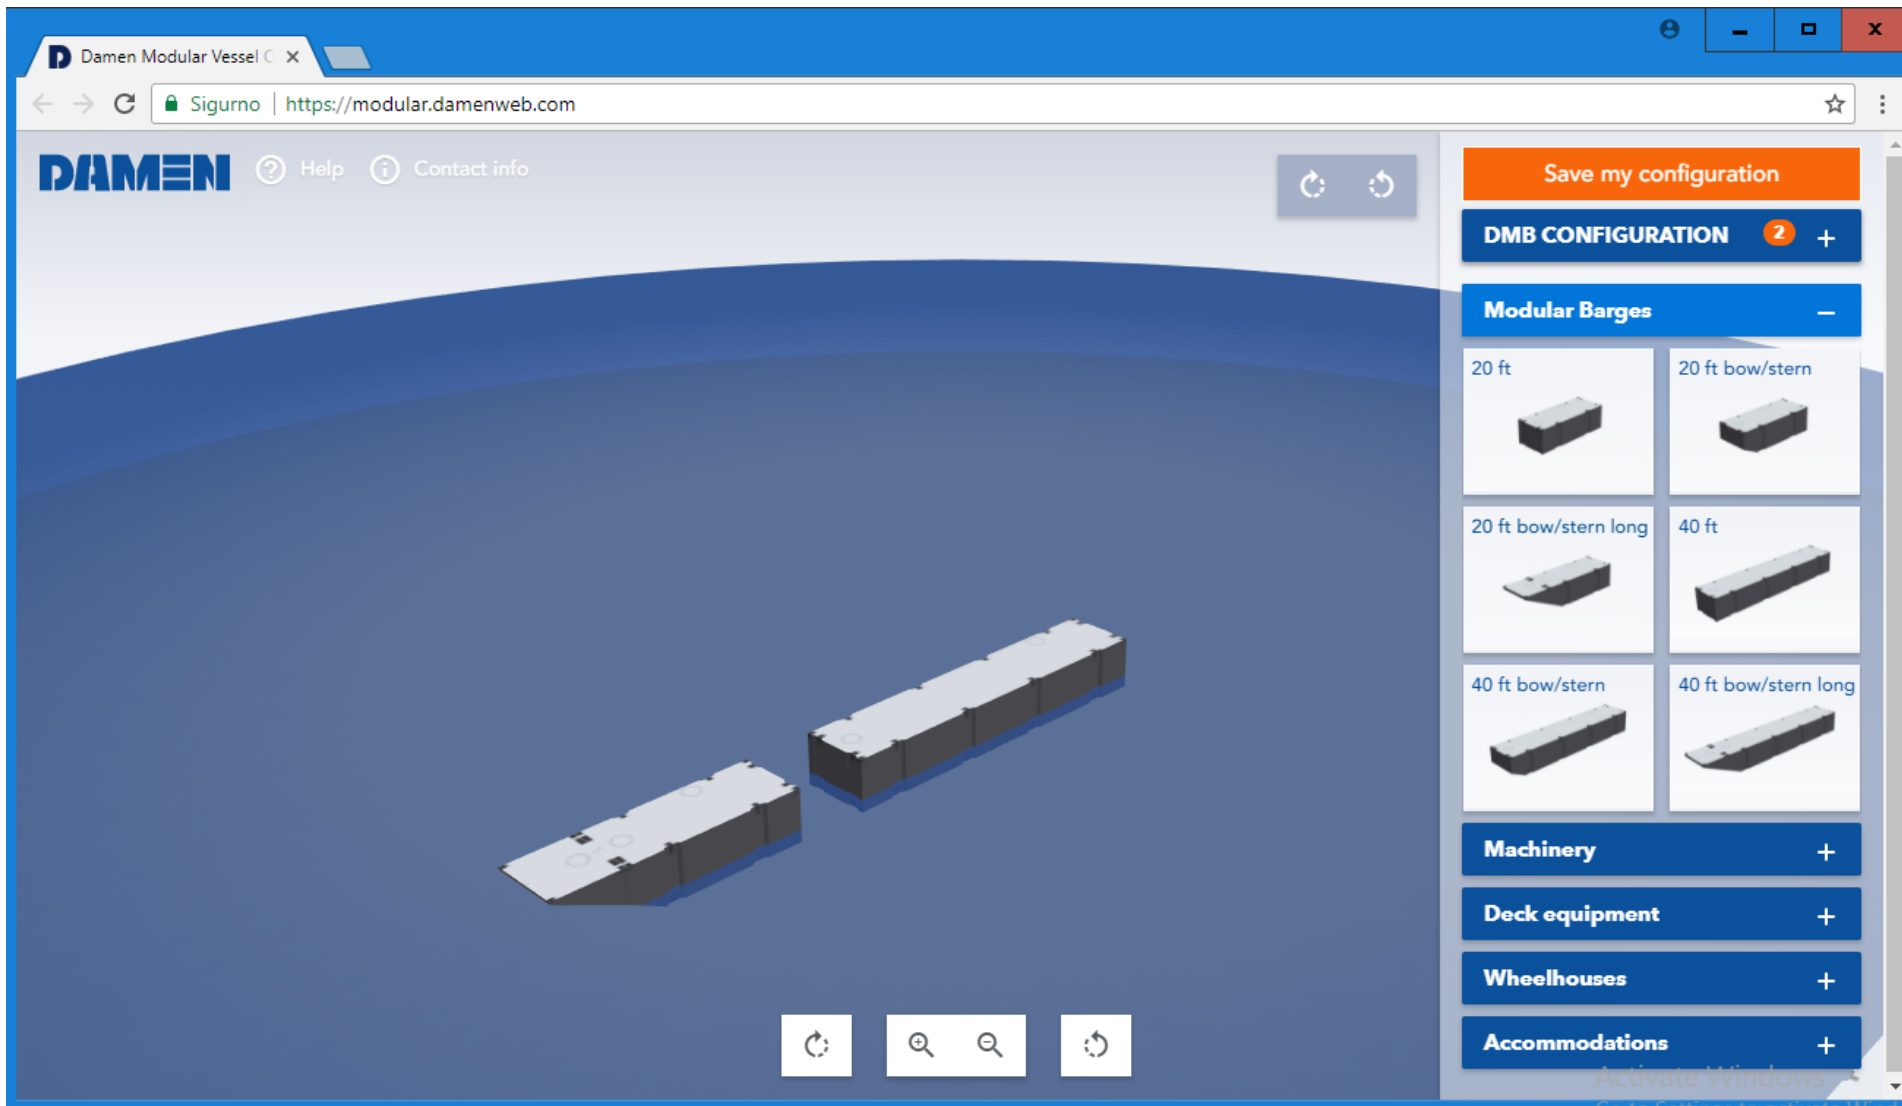 Damen Modular Vessel C
Sigurno
https://modular.damenweb.com
DAMEN
Help
Contact info
Save my configuration
DMB CONFIGURATION 2 +
Modular Barges −
20 ft
20 ft bow/stern
20 ft bow/stern long
40 ft
40 ft bow/stern
40 ft bow/stern long
Machinery +
Deck equipment +
Wheelhouses +
Accommodations +
Activate Windows